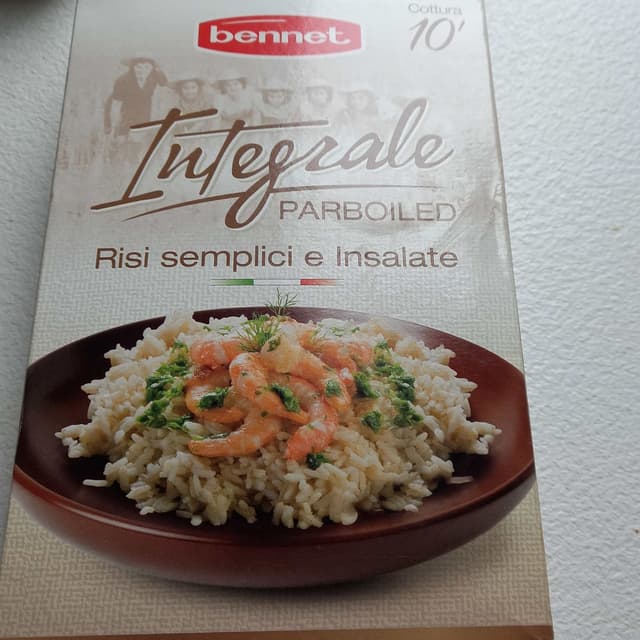 bennet
Cottura
10'
Integrale
PARBOILED
Risi semplici e Insalate